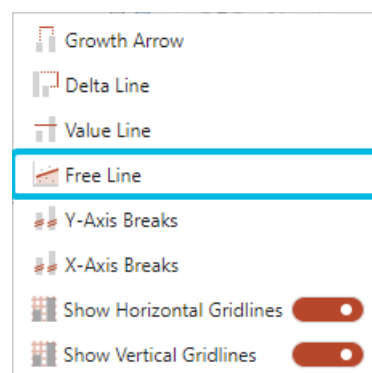 Growth Arrow
Delta Line
Value Line
Free Line
Y-Axis Breaks
X-Axis Breaks
Show Horizontal Gridlines
Show Vertical Gridlines